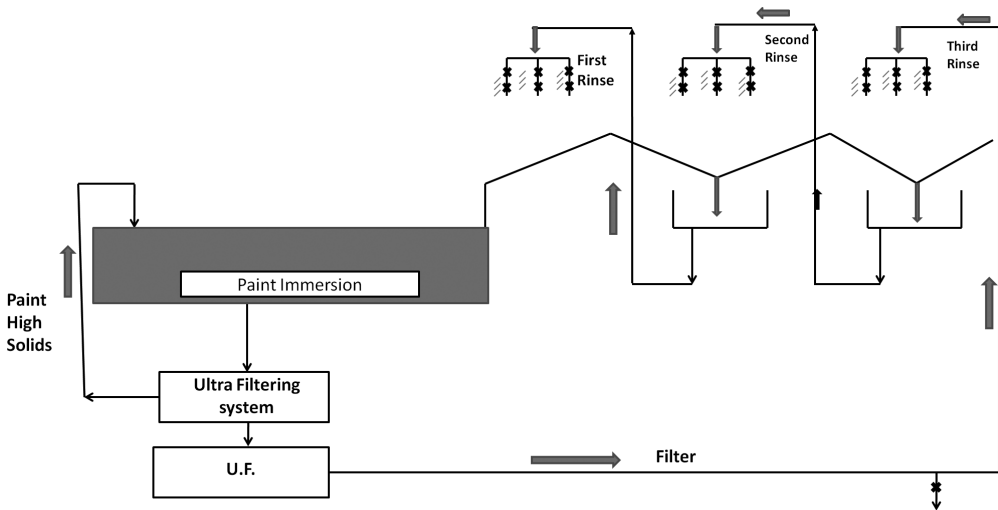 First
Rinse
Second
Rinse
Third
Rinse
Paint Immersion
Paint
High
Solids
Ultra Filtering
system
U.F.
Filter